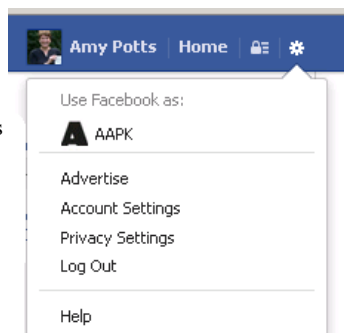 Amy Potts Home
Use Facebook as:
AAPK
Advertise
Account Settings
Privacy Settings
Log Out
Help